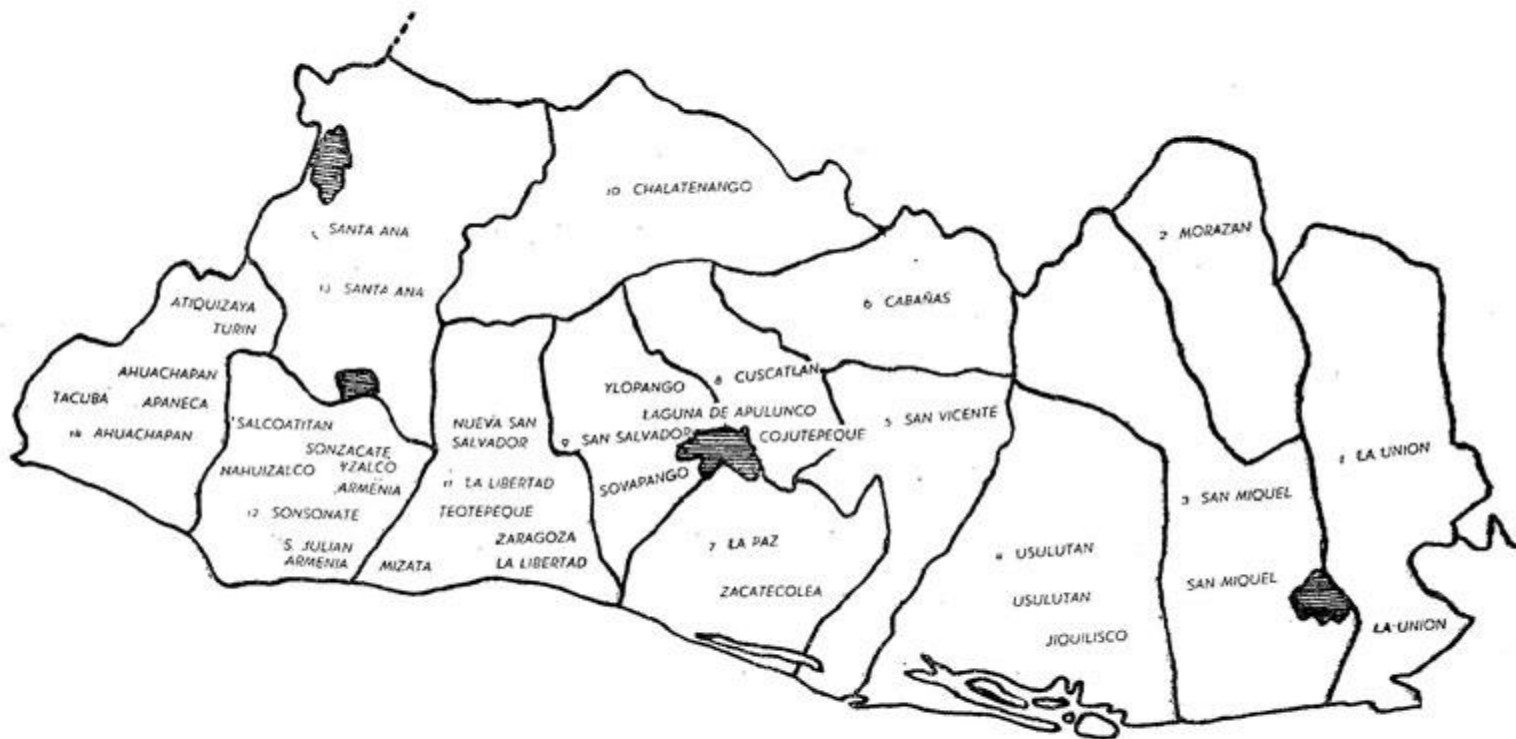 10 CHALATENANGO
2 MORAZAN
SANTA ANA
13 SANTA ANA
6 CABAÑAS
ATIQUIZAYA
TURIN
AHUACHAPAN
TACUBA APANECA
14 AHUACHAPAN
SALCOATITAN
SONZACATE
NAHUIZALCO YZALCO
ARMENIA
12 SONSONATE
S. JULIAN
ARMENIA
NUEVA SAN
SALVADOR
11 LA LIBERTAD
TEOTEPEQUE
ZARAGOZA
MIZATA LA LIBERTAD
YLOPANGO
8 CUSCATLAN
LAGUNA DE APULUNCO
9 SAN SALVADOR
COJUTEPEQUE
SOVAPANGO
5 SAN VICENTE
7 LA PAZ
ZACATECOLEA
4 USULUTAN
USULUTAN
JIQUILISCO
3 SAN MIQUEL
SAN MIQUEL
1 LA UNION
LA UNION